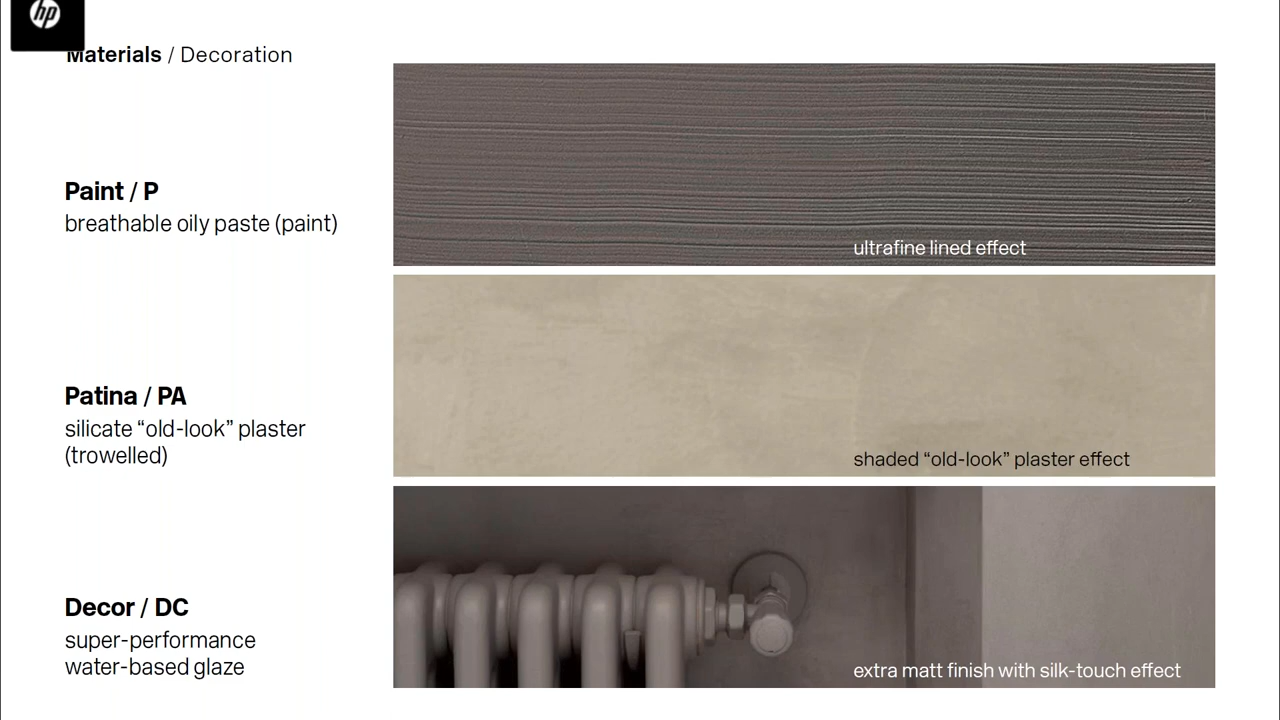 hp
Materials / Decoration
Paint / P
breathable oily paste (paint)
ultrafine lined effect
Patina / PA
silicate “old-look” plaster
(trowelled)
shaded “old-look” plaster effect
Decor / DC
super-performance
water-based glaze
extra matt finish with silk-touch effect